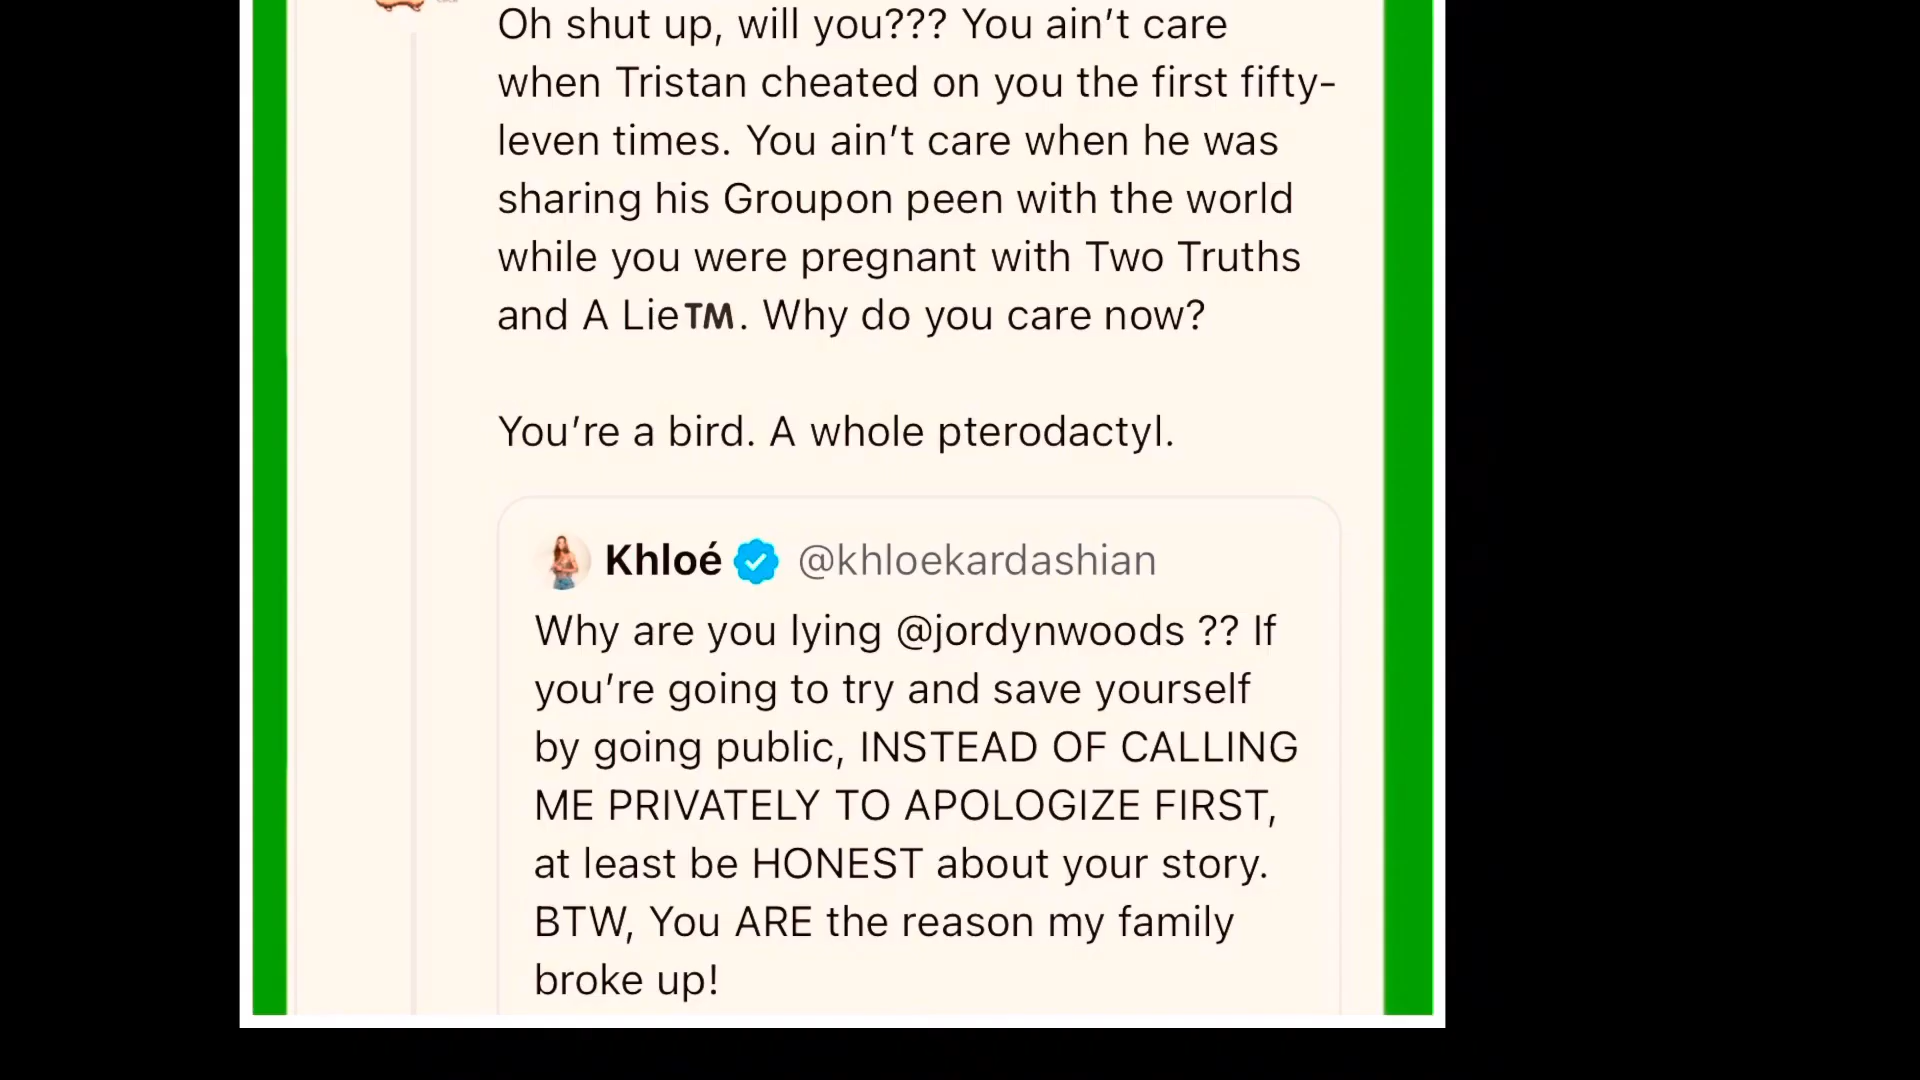 Oh shut up, will you??? You ain’t care
when Tristan cheated on you the first fifty-
leven times. You ain’t care when he was
sharing his Groupon peen with the world
while you were pregnant with Two Truths
and A Lie™. Why do you care now?
You’re a bird. A whole pterodactyl.
Khloé @khloekardashian
Why are you lying @jordynwoods ?? If
you’re going to try and save yourself
by going public, INSTEAD OF CALLING
ME PRIVATELY TO APOLOGIZE FIRST,
at least be HONEST about your story.
BTW, You ARE the reason my family
broke up!